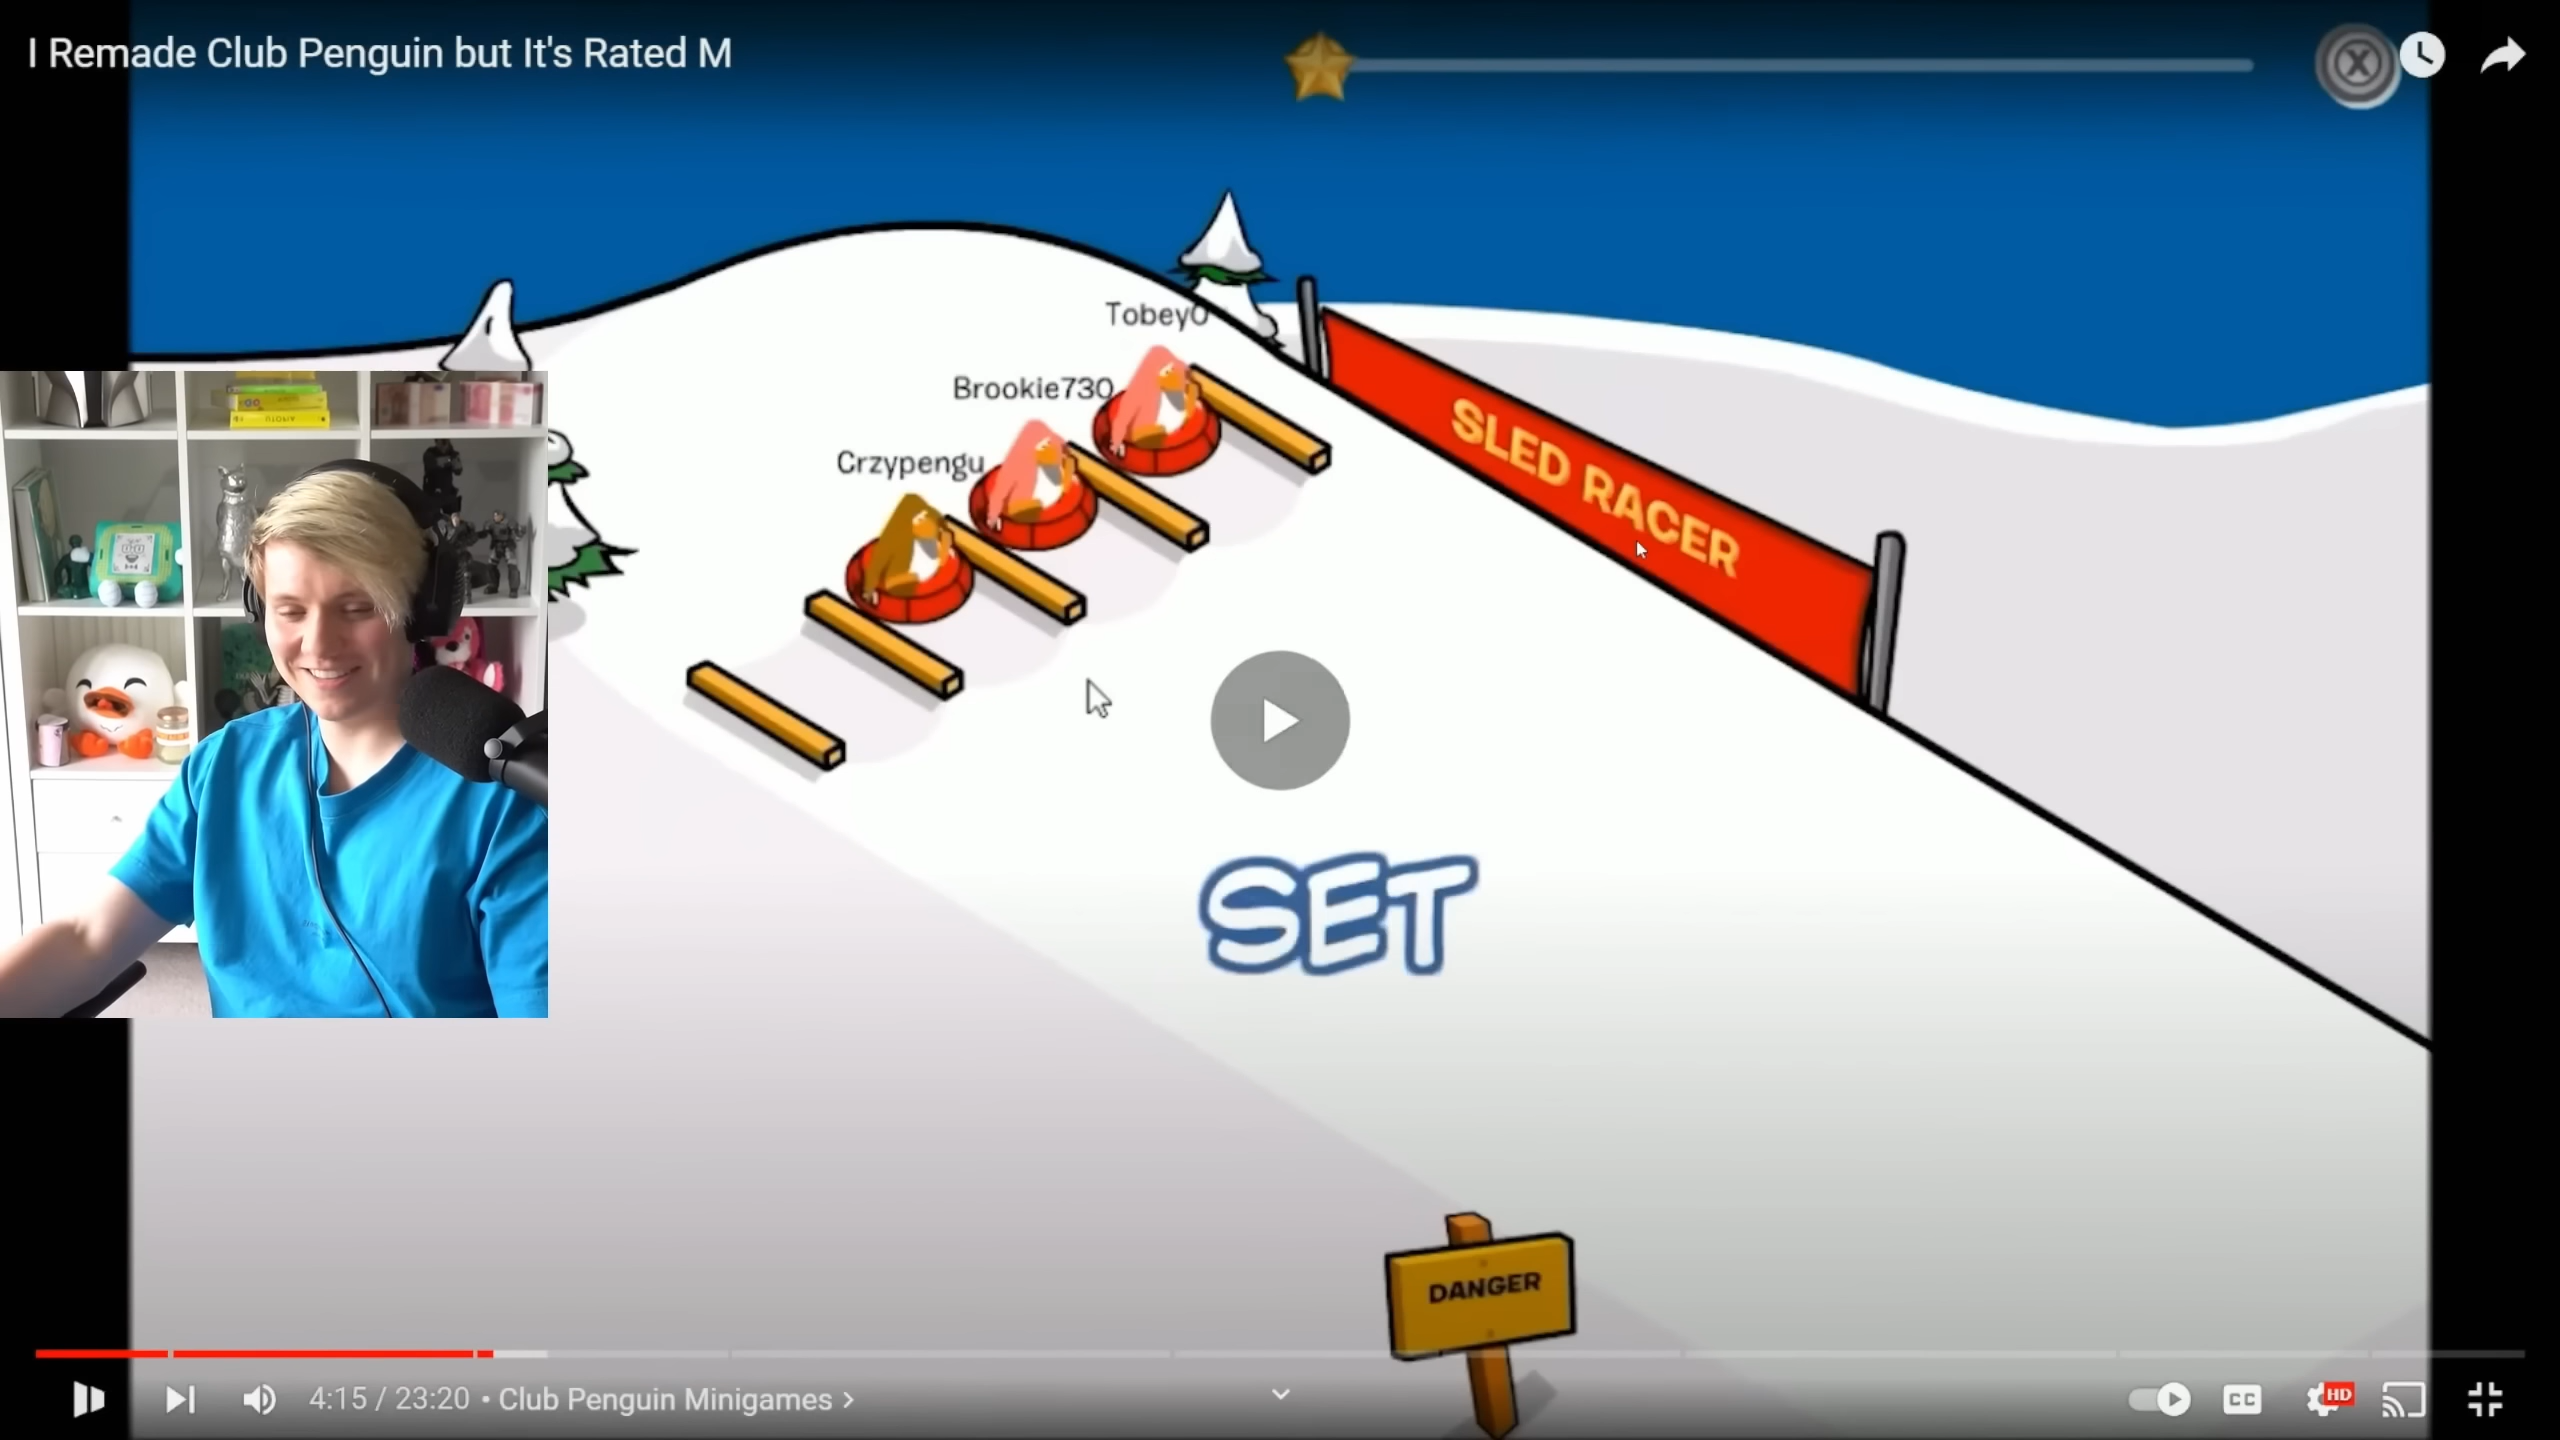 I Remade Club Penguin but It's Rated M
X
Tobey0
Brookie730
Crzypengu
SLED RACER
SET
DANGER
4:15 / 23:20 • Club Penguin Minigames >
CC
HD